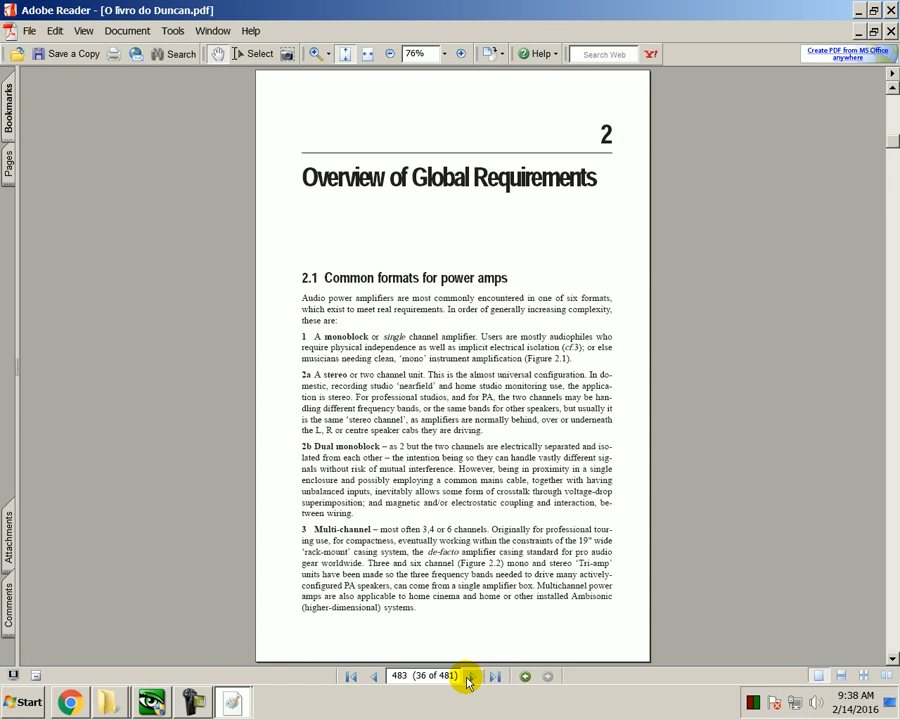 Adobe Reader - [O livro do Duncan.pdf]
File Edit View Document Tools Window Help
Save a Copy Search Select 76% Help Search Web Y! Create PDF from MS Office anywhere
Bookmarks
Pages
Attachments
Comments
2
Overview of Global Requirements
2.1 Common formats for power amps
Audio power amplifiers are most commonly encountered in one of six formats,
which exist to meet real requirements. In order of generally increasing complexity,
these are:
1 A monoblock or single channel amplifier. Users are mostly audiophiles who
require physical independence as well as implicit electrical isolation (cf.3); or else
musicians needing clean, ‘mono’ instrument amplification (Figure 2.1).
2a A stereo or two channel unit. This is the almost universal configuration. In do-
mestic, recording studio ‘nearfield’ and home studio monitoring use, the applica-
tion is stereo. For professional studios, and for PA, the two channels may be han-
dling different frequency bands, or the same bands for other speakers, but usually it
is the same ‘stereo channel’, as amplifiers are normally behind, over or underneath
the L, R or centre speaker cabs they are driving.
2b Dual monoblock – as 2 but the two channels are electrically separated and iso-
lated from each other – the intention being so they can handle vastly different sig-
nals without risk of mutual interference. However, being in proximity in a single
enclosure and possibly employing a common mains cable, together with having
unbalanced inputs, inevitably allows some form of crosstalk through voltage-drop
superimposition; and magnetic and/or electrostatic coupling and interaction, be-
tween wiring.
3 Multi-channel – most often 3,4 or 6 channels. Originally for professional tour-
ing use, for compactness, eventually working within the constraints of the 19" wide
‘rack-mount’ casing system, the de-facto amplifier casing standard for pro audio
gear worldwide. Three and six channel (Figure 2.2) mono and stereo ‘Tri-amp’
units have been made so the three frequency bands needed to drive many actively-
configured PA speakers, can come from a single amplifier box. Multichannel power
amps are also applicable to home cinema and home or other installed Ambisonic
(higher-dimensional) systems.
483 (36 of 481)
Start
9:38 AM
2/14/2016